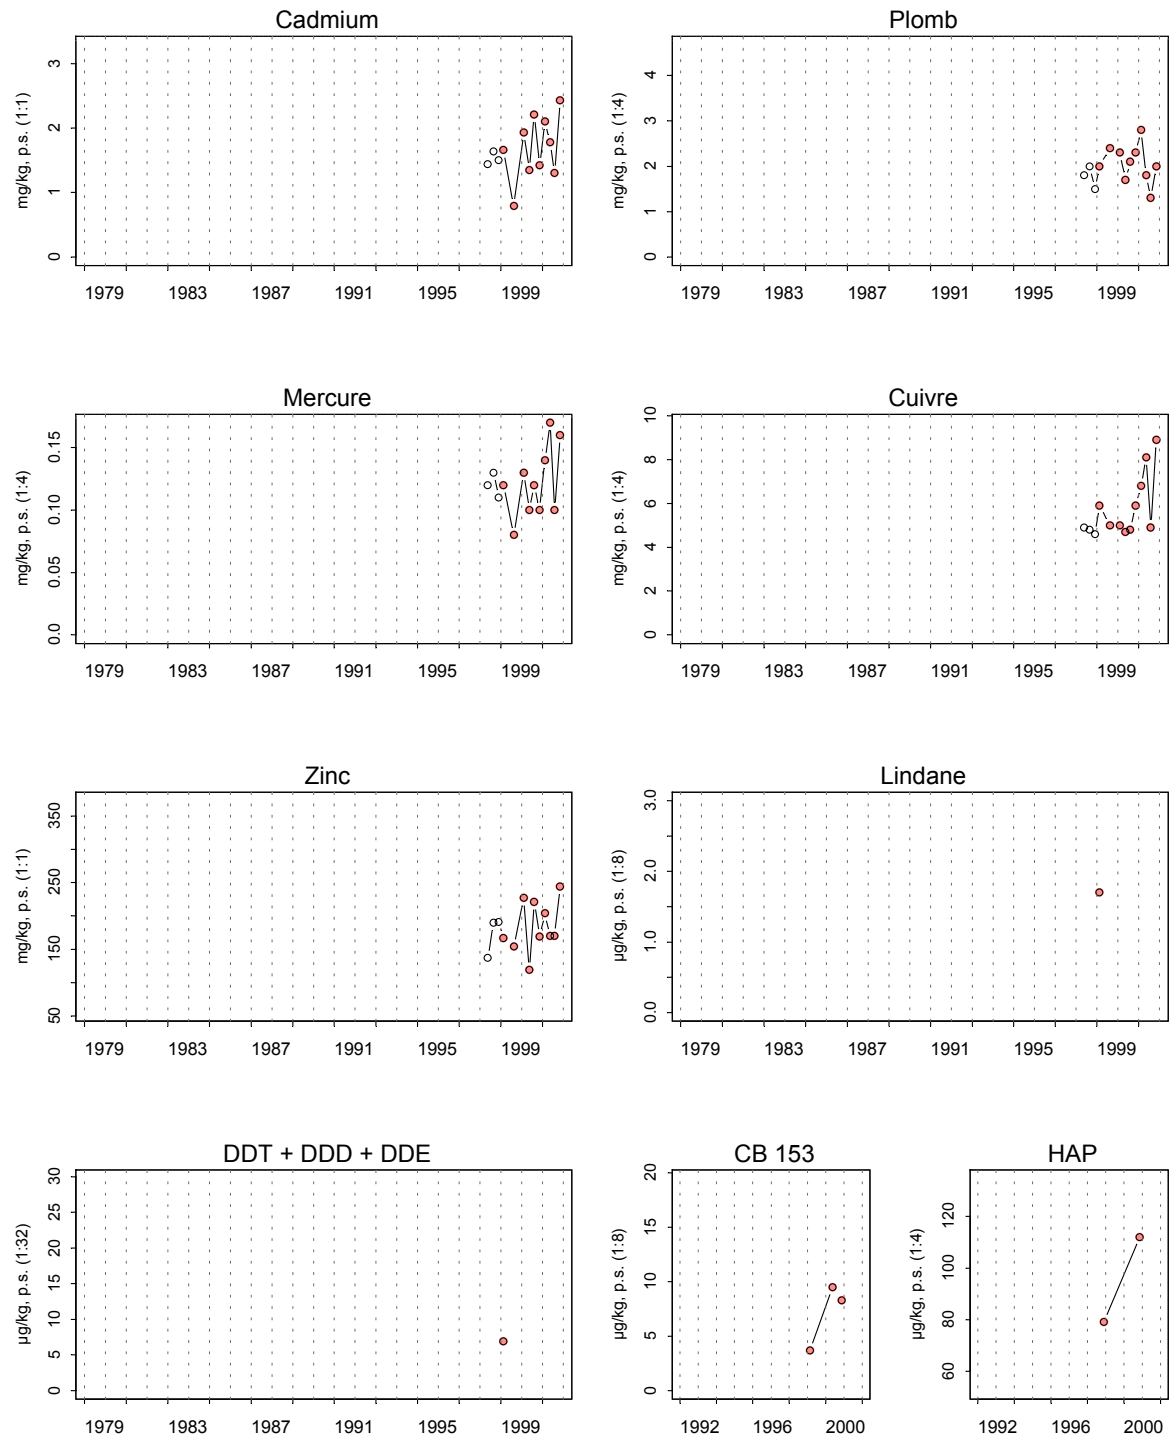 Cadmium
mg/kg, p.s. (1:1)
3
2
1
0
1979 1983 1987 1991 1995 1999
Plomb
mg/kg, p.s. (1:4)
4
3
2
1
0
1979 1983 1987 1991 1995 1999
Mercure
mg/kg, p.s. (1:4)
0.15
0.10
0.05
0.0
1979 1983 1987 1991 1995 1999
Cuivre
mg/kg, p.s. (1:4)
10
8
6
4
2
0
1979 1983 1987 1991 1995 1999
Zinc
mg/kg, p.s. (1:1)
350
250
150
50
1979 1983 1987 1991 1995 1999
Lindane
µg/kg, p.s. (1:8)
3.0
2.0
1.0
0.0
1979 1983 1987 1991 1995 1999
DDT + DDD + DDE
µg/kg, p.s. (1:32)
30
25
20
15
10
5
0
1979 1983 1987 1991 1995 1999
CB 153
µg/kg, p.s. (1:8)
20
15
10
5
0
1992 1996 2000
HAP
µg/kg, p.s. (1:4)
120
100
80
60
1992 1996 2000